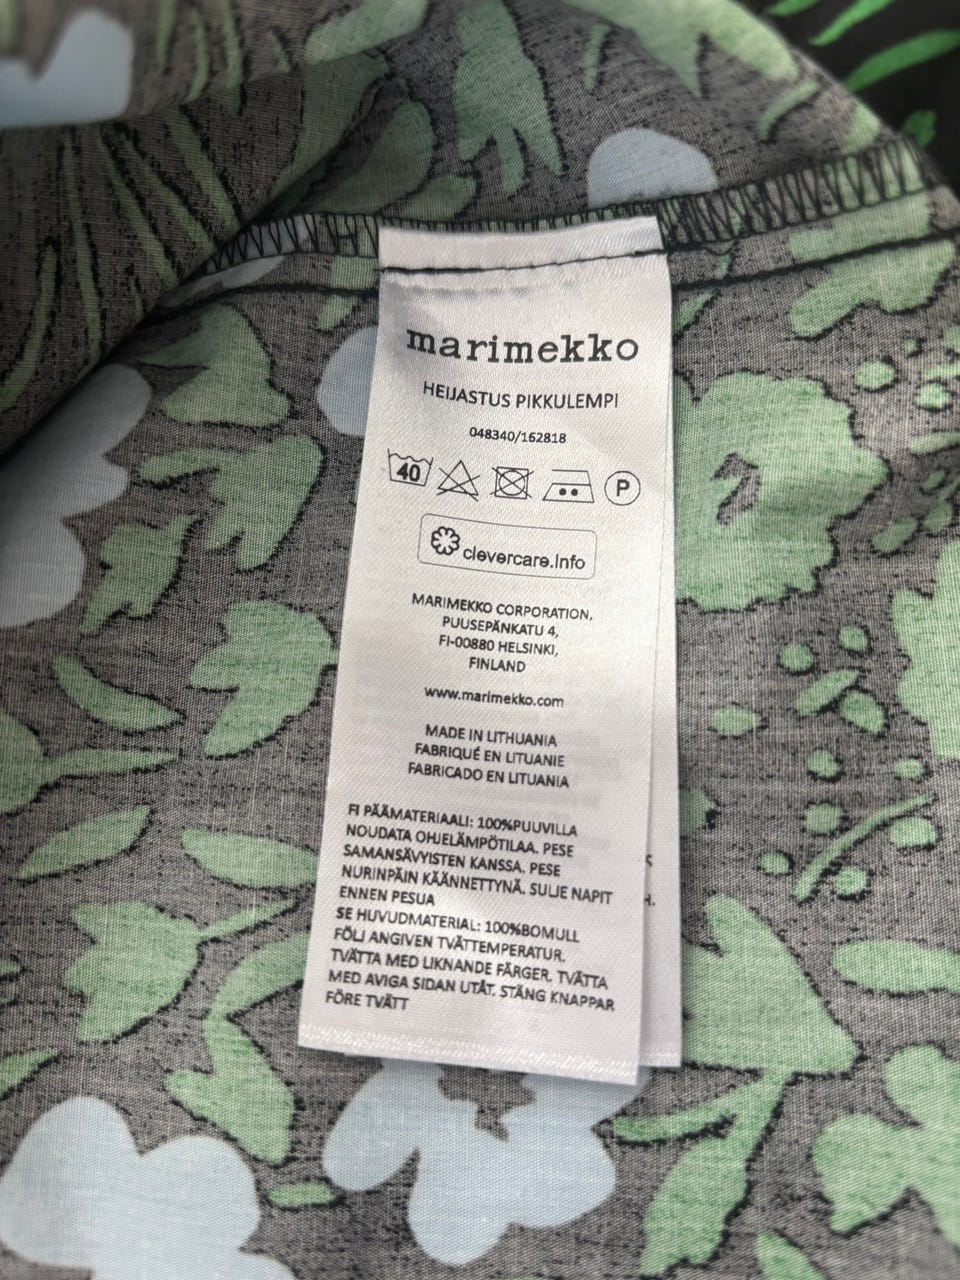 marimekko
HEIJASTUS PIKKULEMPI
048340/162818
40 P
clevercare.info
MARIMEKKO CORPORATION,
PUUSEPÄNKATU 4,
FI-00880 HELSINKI,
FINLAND
www.marimekko.com
MADE IN LITHUANIA
FABRIQUÉ EN LITUANIE
FABRICADO EN LITUANIA
FI PÄÄMATERIAALI: 100%PUUVILLA
NOUDATA OHJELÄMPÖTILAA. PESE
SAMANSÄVYISTEN KANSSA. PESE
NURINPÄIN KÄÄNNETTYNÄ. SULJE NAPIT
ENNEN PESUA
SE HUVUDMATERIAL: 100%BOMULL
FÖLJ ANGIVEN TVÄTTEMPERATUR.
TVÄTTA MED LIKNANDE FÄRGER. TVÄTTA
MED AVIGA SIDAN UTÅT. STÄNG KNAPPAR
FÖRE TVÄTT